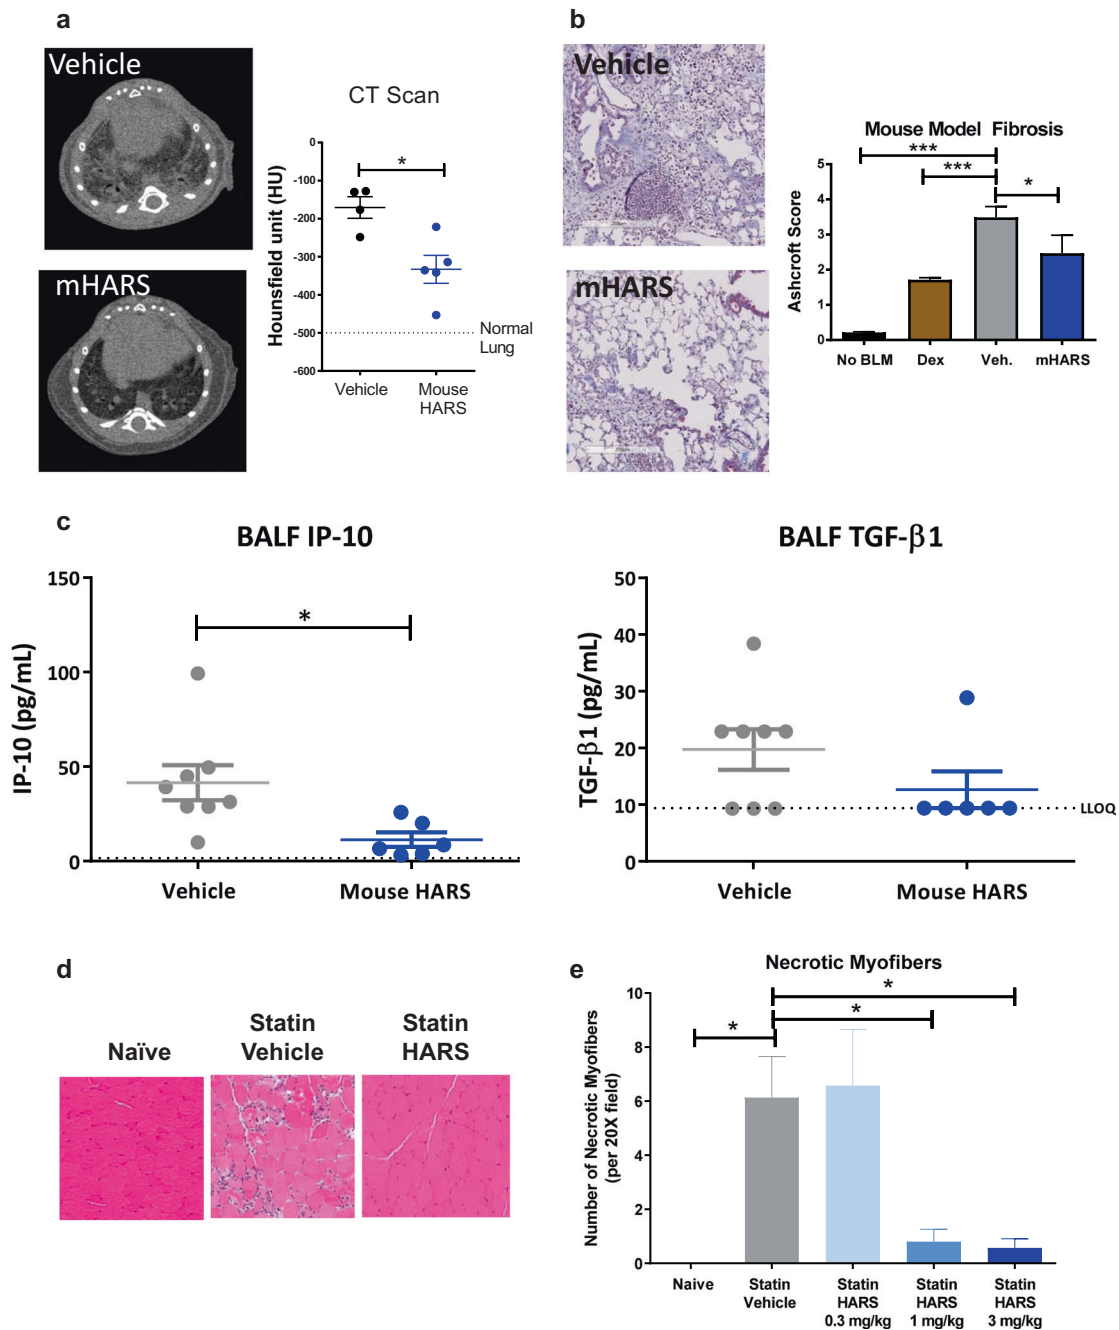 a
Vehicle
mHARS
CT Scan
Hounsfield unit (HU)
0
-100
-200
-300
-400
-500
-600
*
Normal
Lung
Vehicle
Mouse
HARS
b
Vehicle
mHARS
Mouse Model Fibrosis
Ashcroft Score
5
4
3
2
1
0
***
***
*
No BLM
Dex
Veh.
mHARS
c
BALF IP-10
IP-10 (pg/mL)
150
100
50
0
*
Vehicle
Mouse HARS
BALF TGF-β1
TGF-β1 (pg/mL)
50
40
30
20
10
0
LLOQ
Vehicle
Mouse HARS
d
Naïve
Statin
Vehicle
Statin
HARS
e
Necrotic Myofibers
Number of Necrotic Myofibers
(per 20X field)
10
8
6
4
2
0
*
*
*
Naive
Statin
Vehicle
Statin
HARS
0.3 mg/kg
Statin
HARS
1 mg/kg
Statin
HARS
3 mg/kg